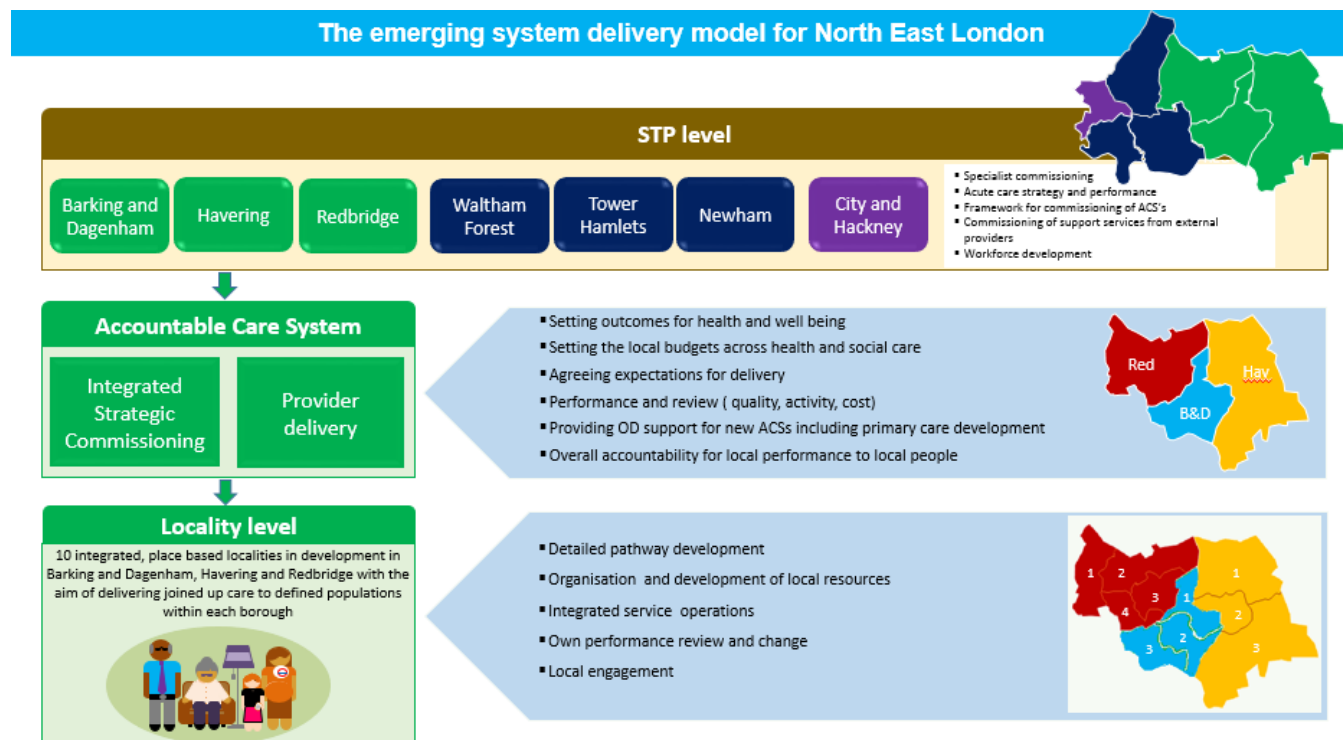 The emerging system delivery model for North East London
STP level
Barking and
Dagenham
Havering
Redbridge
Waltham
Forest
Tower
Hamlets
Newham
City and
Hackney
▪ Specialist commissioning
▪ Acute care strategy and performance
▪ Framework for commissioning of ACS's
▪ Commissioning of support services from external
providers
▪ Workforce development
Accountable Care System
Integrated
Strategic
Commissioning
Provider
delivery
▪ Setting outcomes for health and well being
▪ Setting the local budgets across health and social care
▪ Agreeing expectations for delivery
▪ Performance and review ( quality, activity, cost)
▪ Providing OD support for new ACSs including primary care development
▪ Overall accountability for local performance to local people
Red
Hav
B&D
Locality level
10 integrated, place based localities in development in
Barking and Dagenham, Havering and Redbridge with the
aim of delivering joined up care to defined populations
within each borough
▪ Detailed pathway development
▪ Organisation and development of local resources
▪ Integrated service operations
▪ Own performance review and change
▪ Local engagement
1
2
3
4
1
2
3
1
2
3